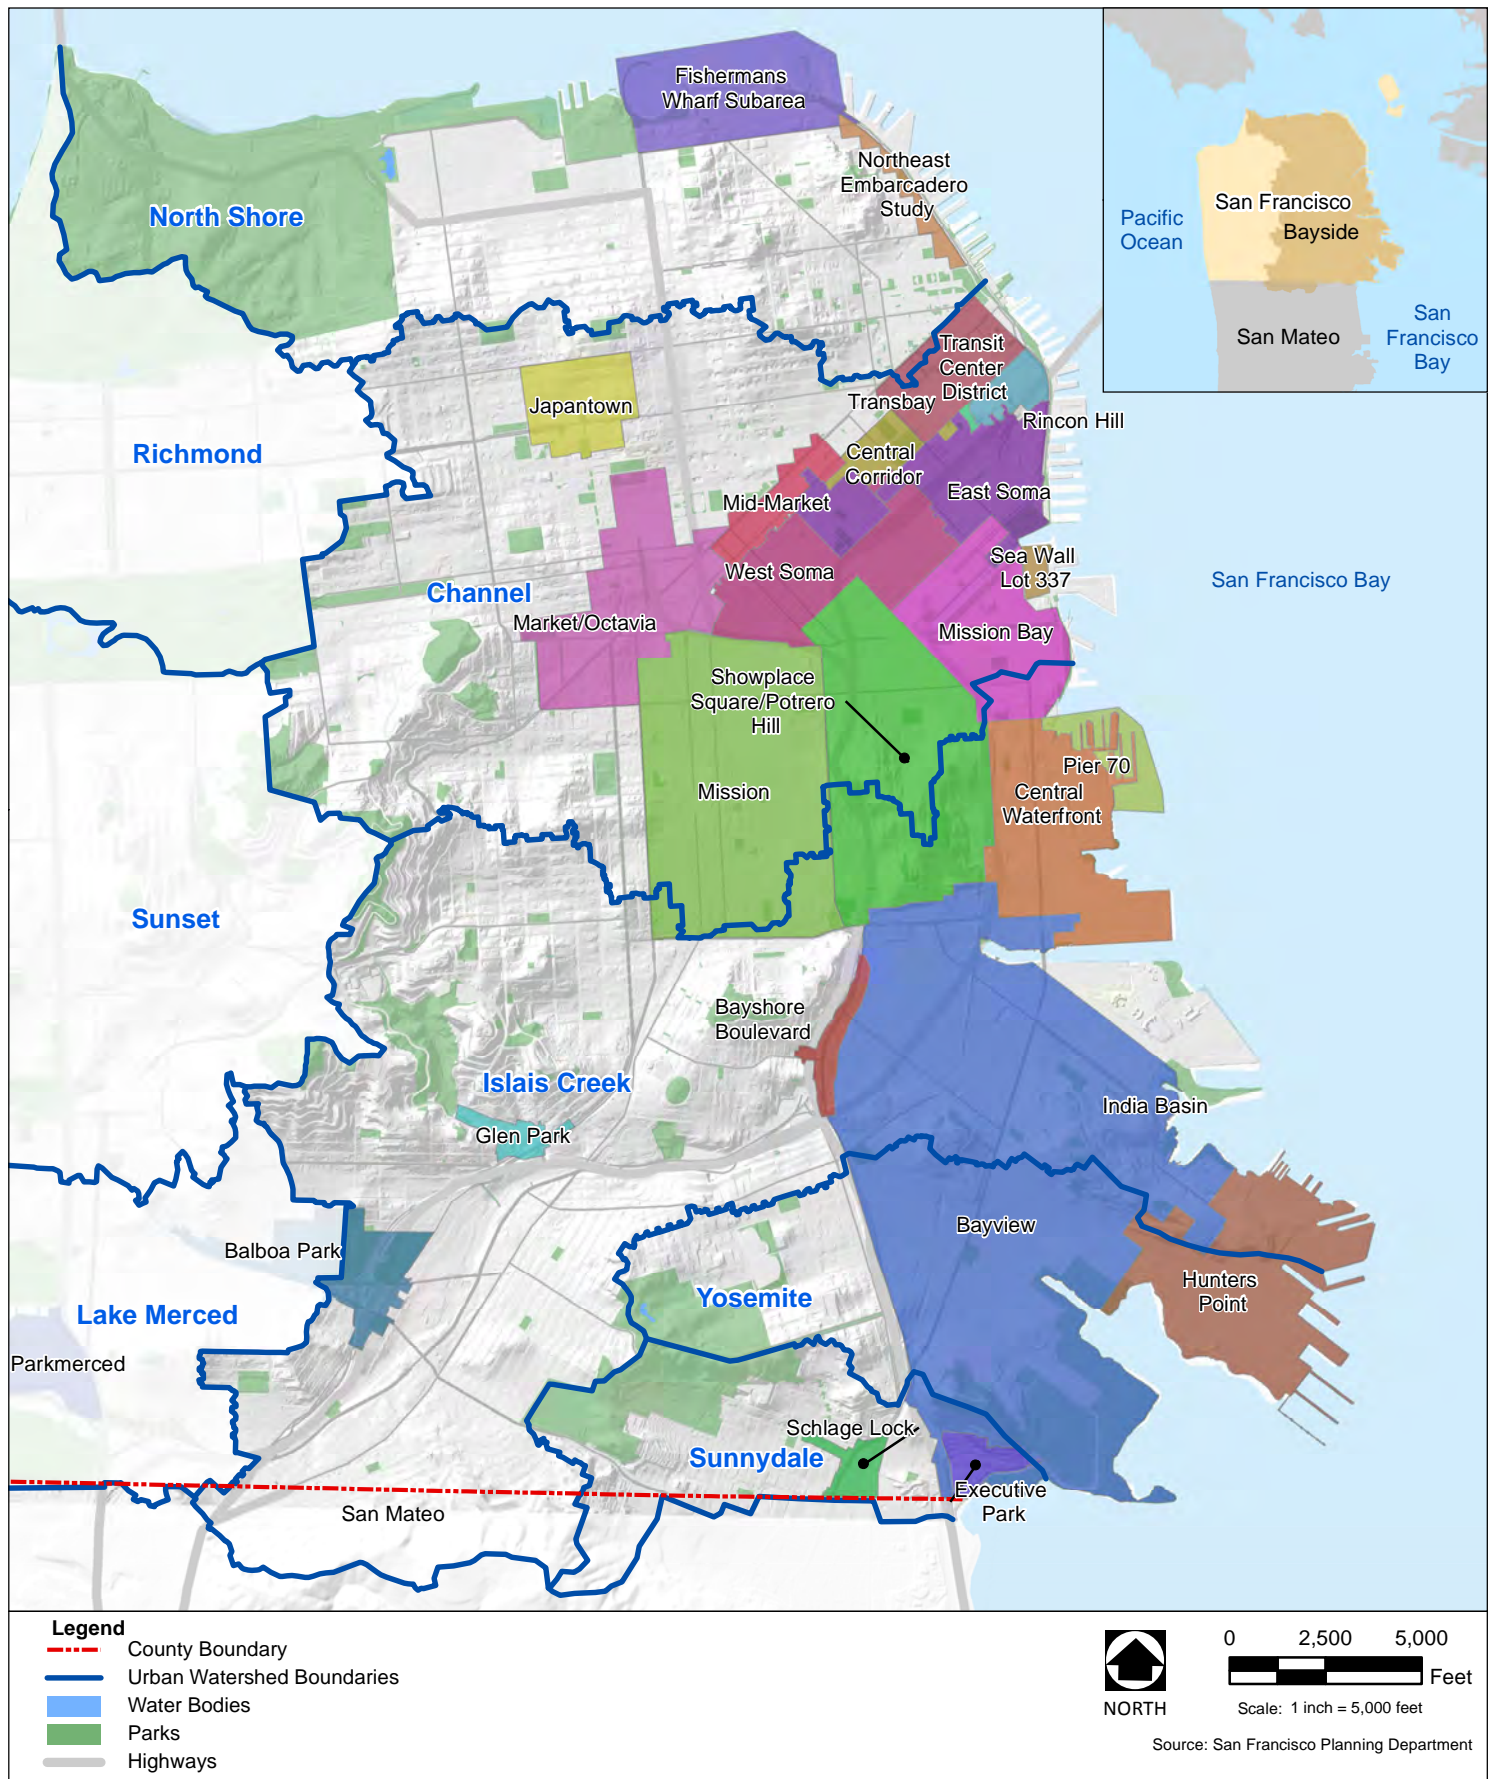 Fishermans
Wharf Subarea
Northeast
Embarcadero
Study
North Shore
San Francisco
Bayside
Pacific
Ocean
San
Francisco
Bay
San Mateo
Transit
Center
District
Transbay
Japantown
Rincon Hill
Richmond
Central
Corridor
East Soma
Mid-Market
Sea Wall
Lot 337
West Soma
San Francisco Bay
Channel
Market/Octavia
Mission Bay
Showplace
Square/Potrero
Hill
Pier 70
Mission
Central
Waterfront
Sunset
Bayshore
Boulevard
Islais Creek
India Basin
Glen Park
Bayview
Balboa Park
Hunters
Point
Yosemite
Lake Merced
Parkmerced
Schlage Lock
Sunnydale
Executive
Park
San Mateo
Legend
County Boundary
Urban Watershed Boundaries
Water Bodies
Parks
Highways
NORTH
0 2,500 5,000
Feet
Scale: 1 inch = 5,000 feet
Source: San Francisco Planning Department